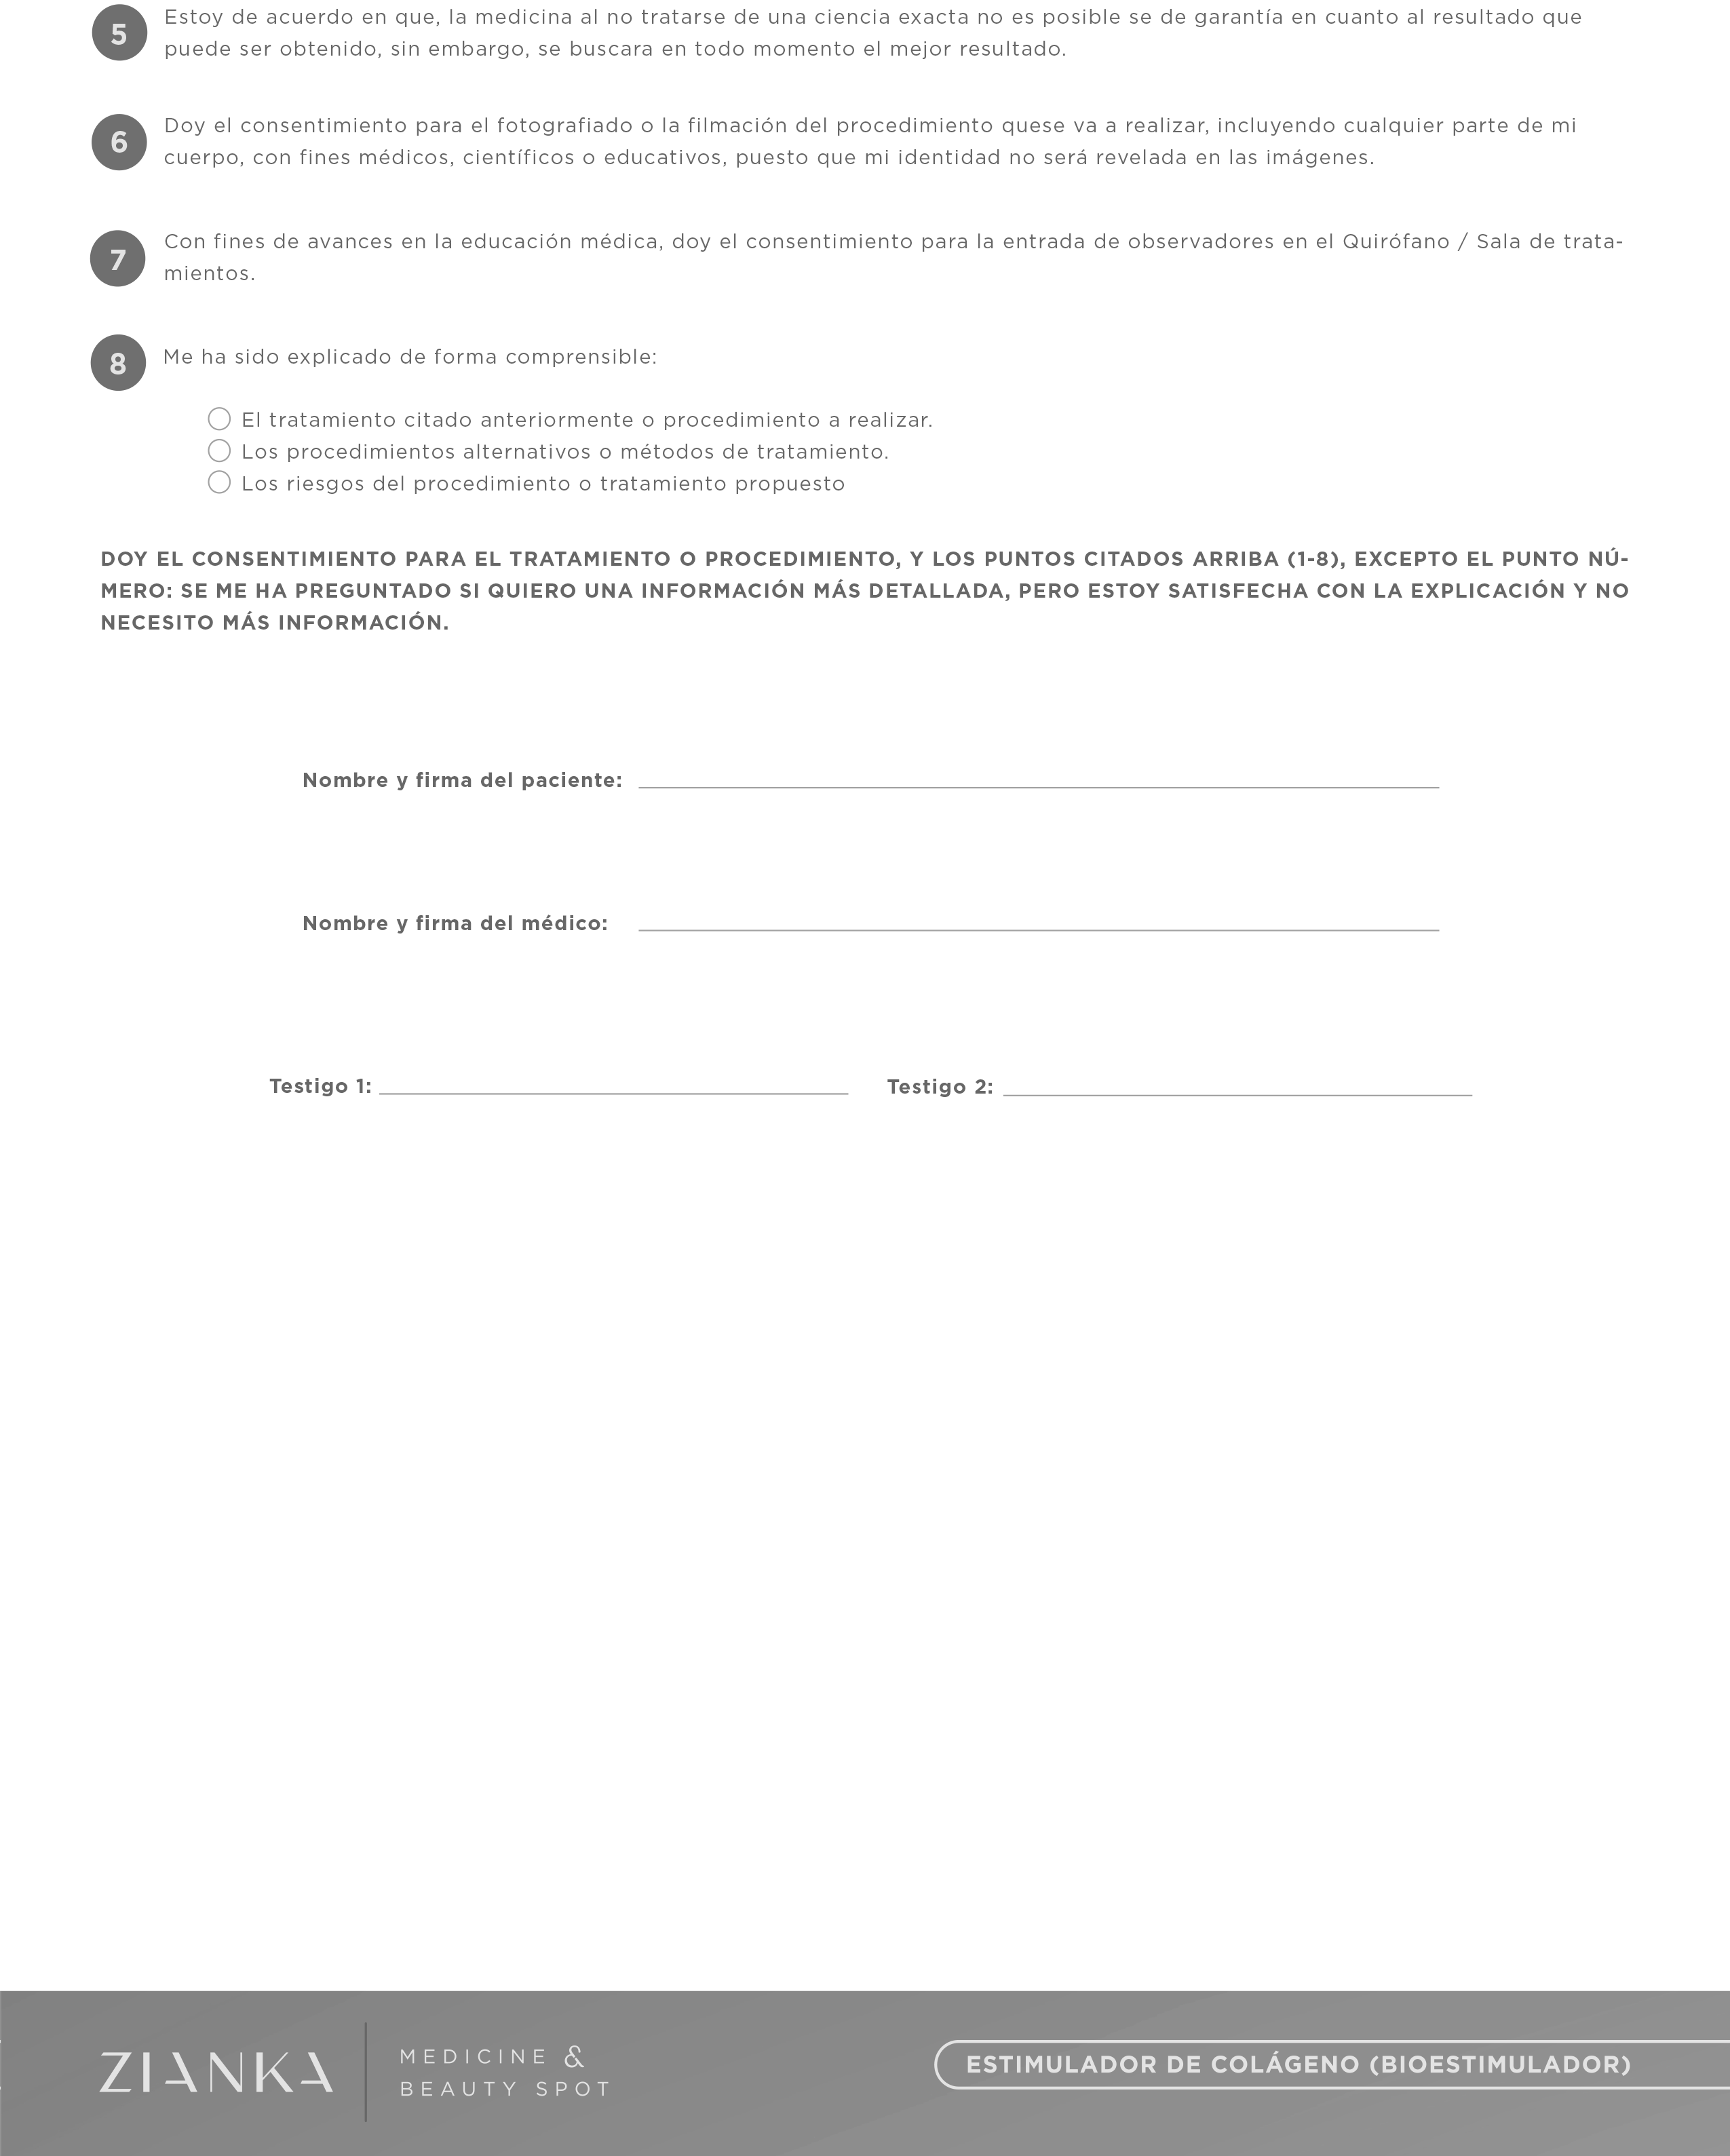 5
Estoy de acuerdo en que, la medicina al no tratarse de una ciencia exacta no es posible se de garantía en cuanto al resultado que
puede ser obtenido, sin embargo, se buscara en todo momento el mejor resultado.
6
Doy el consentimiento para el fotografiado o la filmación del procedimiento quese va a realizar, incluyendo cualquier parte de mi
cuerpo, con fines médicos, científicos o educativos, puesto que mi identidad no será revelada en las imágenes.
7
Con fines de avances en la educación médica, doy el consentimiento para la entrada de observadores en el Quirófano / Sala de trata-
mientos.
8
Me ha sido explicado de forma comprensible:
El tratamiento citado anteriormente o procedimiento a realizar.
Los procedimientos alternativos o métodos de tratamiento.
Los riesgos del procedimiento o tratamiento propuesto
DOY EL CONSENTIMIENTO PARA EL TRATAMIENTO O PROCEDIMIENTO, Y LOS PUNTOS CITADOS ARRIBA (1-8), EXCEPTO EL PUNTO NÚ-
MERO: SE ME HA PREGUNTADO SI QUIERO UNA INFORMACIÓN MÁS DETALLADA, PERO ESTOY SATISFECHA CON LA EXPLICACIÓN Y NO
NECESITO MÁS INFORMACIÓN.
Nombre y firma del paciente:
Nombre y firma del médico:
Testigo 1:
Testigo 2:
ZIANKA
MEDICINE &
BEAUTY SPOT
ESTIMULADOR DE COLÁGENO (BIOESTIMULADOR)